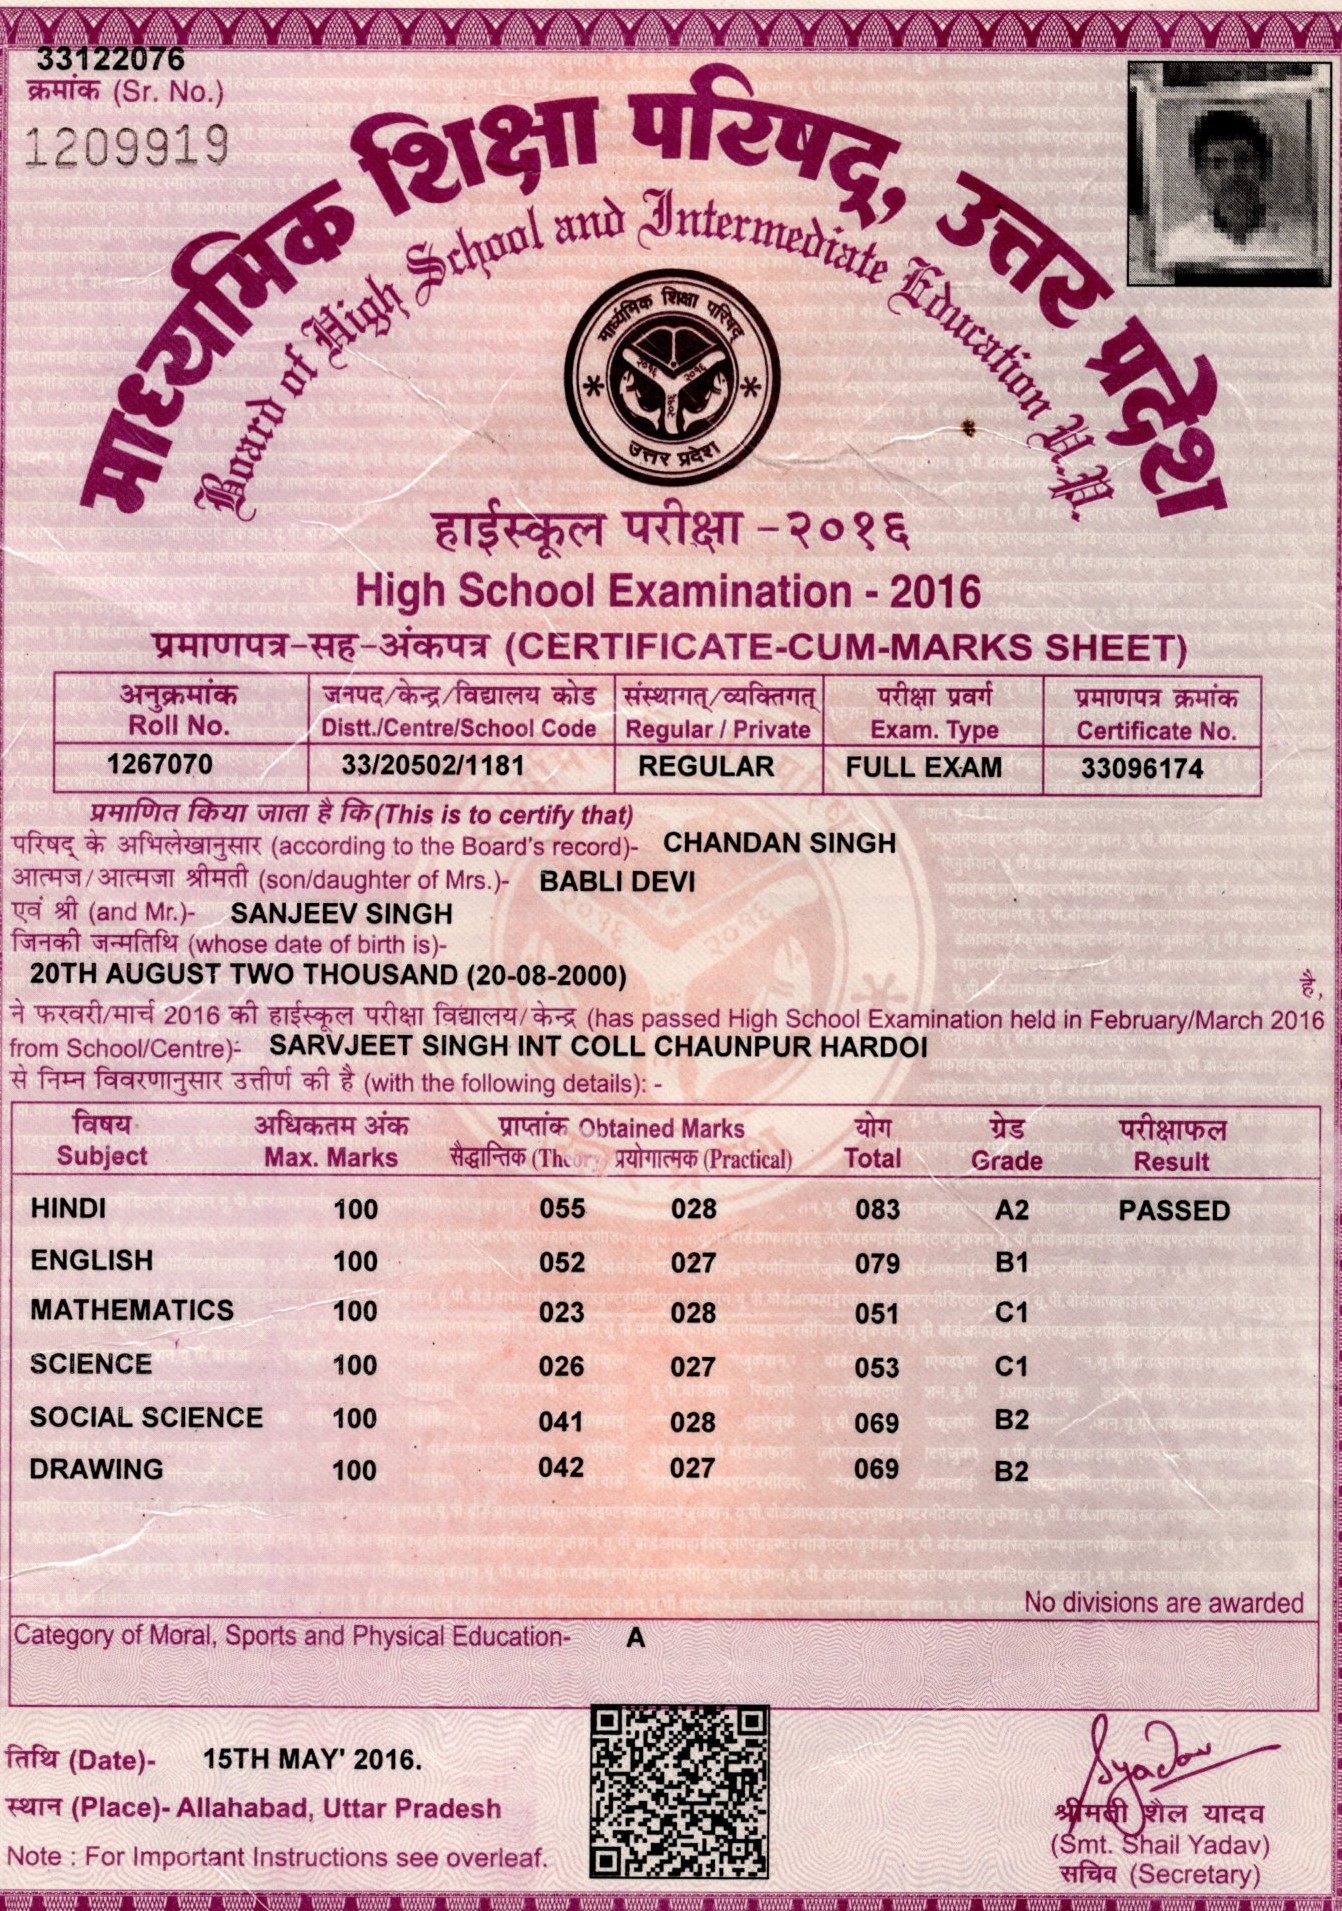 33122076
क्रमांक (Sr. No.)
1209919
माध्यमिक शिक्षा परिषद्, उत्तर प्रदेश
Board of High School and Intermediate Education U.P.
माध्यमिक शिक्षा परिषद्
२०१६ २०१६
२०१६
उत्तर प्रदेश
हाईस्कूल परीक्षा -२०१६
High School Examination - 2016
प्रमाणपत्र-सह-अंकपत्र (CERTIFICATE-CUM-MARKS SHEET)
अनुक्रमांक जनपद/केन्द्र/विद्यालय कोड संस्थागत्/व्यक्तिगत् परीक्षा प्रवर्ग प्रमाणपत्र क्रमांक
Roll No. Distt./Centre/School Code Regular / Private Exam. Type Certificate No.
1267070 33/20502/1181 REGULAR FULL EXAM 33096174
प्रमाणित किया जाता है कि (This is to certify that)
परिषद् के अभिलेखानुसार (according to the Board's record)- CHANDAN SINGH
आत्मज/आत्मजा श्रीमती (son/daughter of Mrs.)- BABLI DEVI
एवं श्री (and Mr.)- SANJEEV SINGH
जिनकी जन्मतिथि (whose date of birth is)-
20TH AUGUST TWO THOUSAND (20-08-2000) है,
ने फरवरी/मार्च 2016 की हाईस्कूल परीक्षा विद्यालय/केन्द्र (has passed High School Examination held in February/March 2016
from School/Centre)- SARVJEET SINGH INT COLL CHAUNPUR HARDOI
से निम्न विवरणानुसार उत्तीर्ण की है (with the following details): -
विषय अधिकतम अंक प्राप्तांक Obtained Marks योग ग्रेड परीक्षाफल
Subject Max. Marks सैद्धान्तिक (Theory) प्रयोगात्मक (Practical) Total Grade Result
HINDI 100 055 028 083 A2 PASSED
ENGLISH 100 052 027 079 B1
MATHEMATICS 100 023 028 051 C1
SCIENCE 100 026 027 053 C1
SOCIAL SCIENCE 100 041 028 069 B2
DRAWING 100 042 027 069 B2
No divisions are awarded
Category of Moral, Sports and Physical Education- A
तिथि (Date)- 15TH MAY' 2016.
स्थान (Place)- Allahabad, Uttar Pradesh
Note : For Important Instructions see overleaf.
SYadav
श्रीमती शैल यादव
(Smt. Shail Yadav)
सचिव (Secretary)